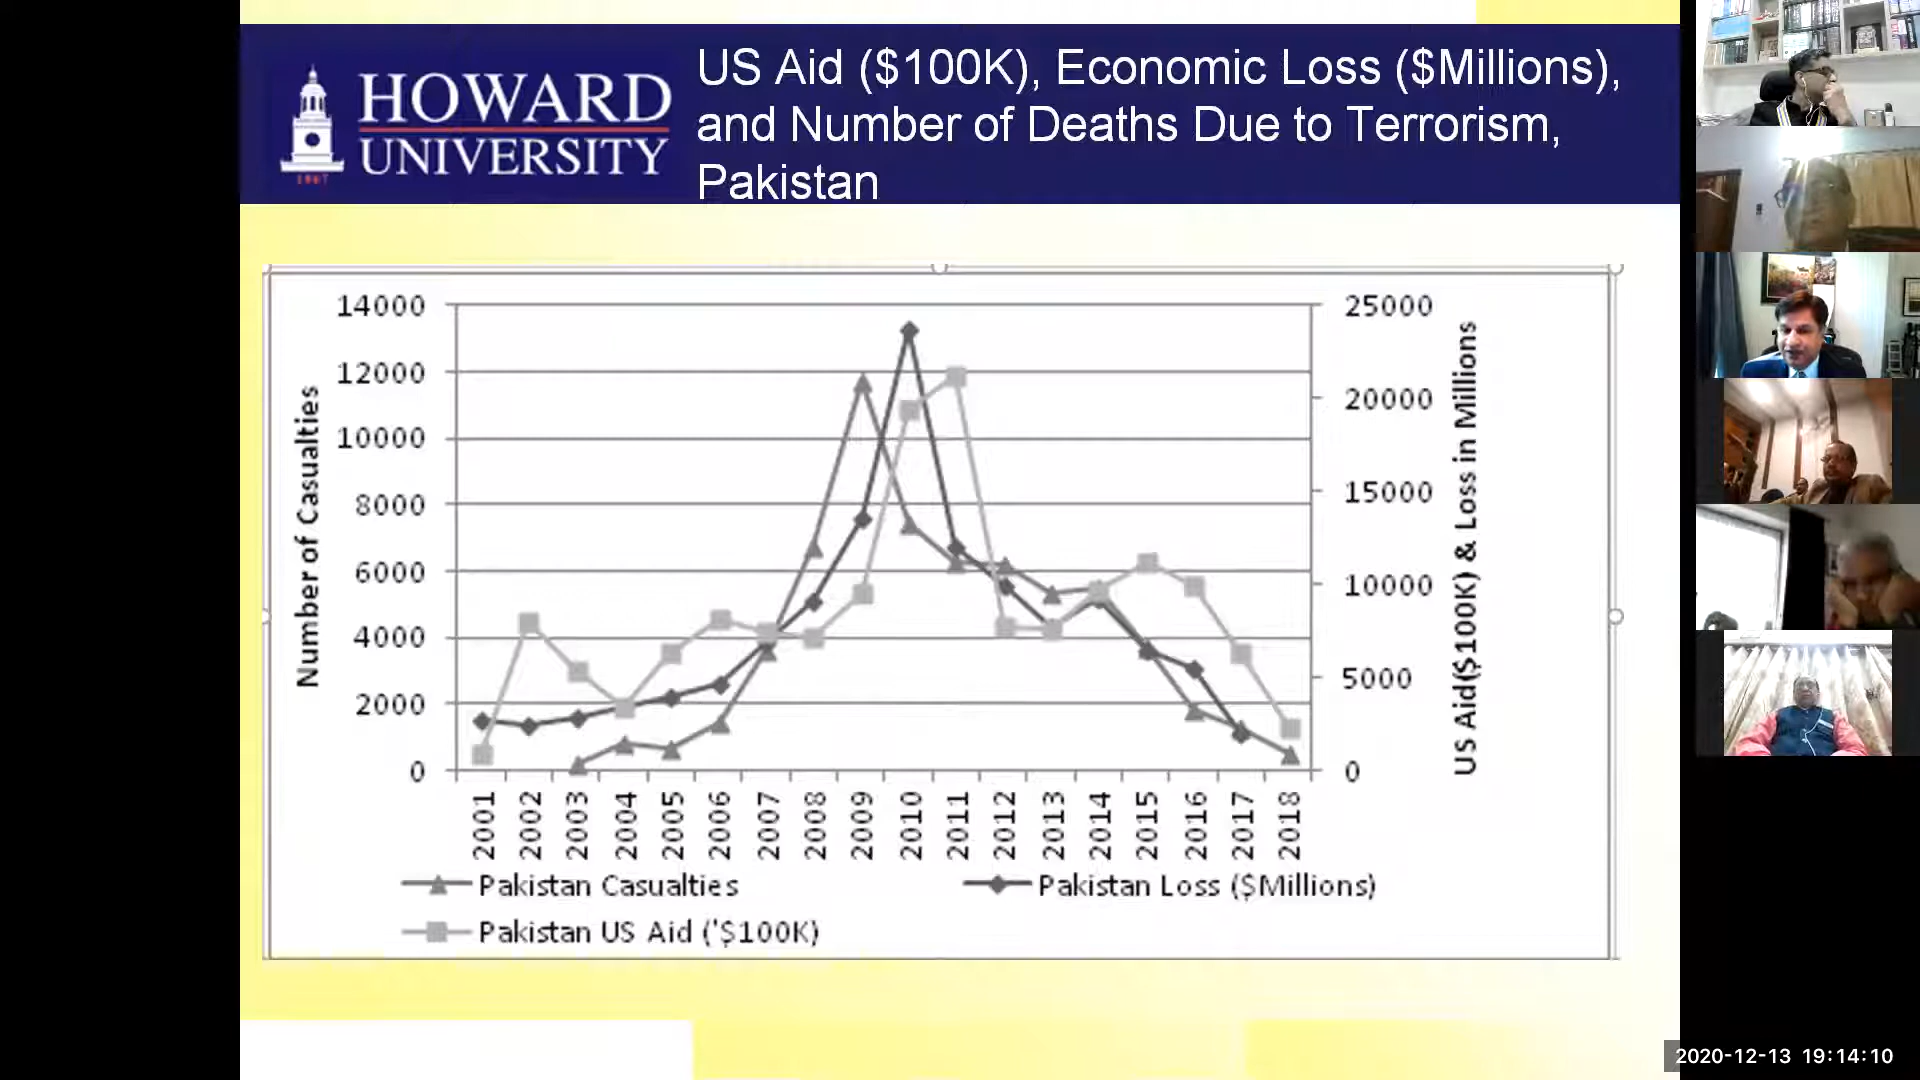 HOWARD
UNIVERSITY
1867
US Aid ($100K), Economic Loss ($Millions),
and Number of Deaths Due to Terrorism,
Pakistan
Number of Casualties
14000
12000
10000
8000
6000
4000
2000
0
25000
20000
15000
10000
5000
0
US Aid($100K) & Loss in Millions
2001 2002 2003 2004 2005 2006 2007 2008 2009 2010 2011 2012 2013 2014 2015 2016 2017 2018
Pakistan Casualties Pakistan Loss ($Millions)
Pakistan US Aid ('$100K)
2020-12-13 19:14:10